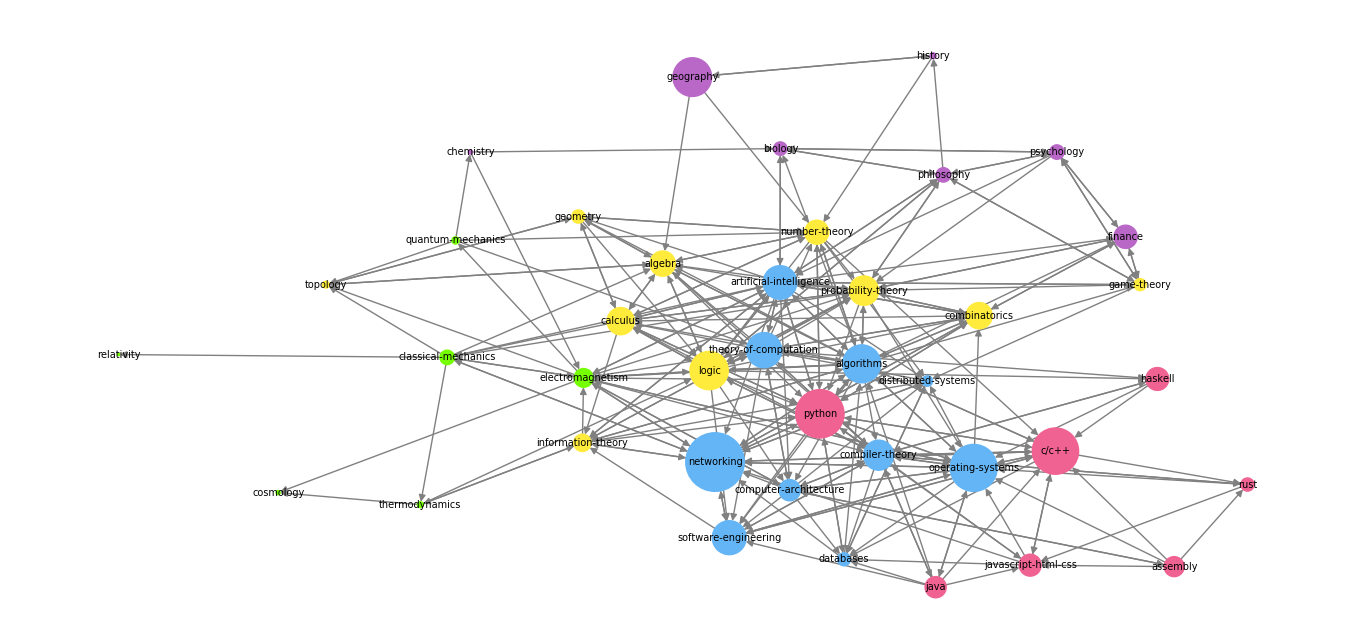 history
geography
biology
chemistry
psychology
philosophy
geometry
number-theory
finance
quantum-mechanics
algebra
artificial-intelligence
topology
game-theory
probability-theory
combinatorics
calculus
theory-of-computation
relativity
classical-mechanics
algorithms
logic
electromagnetism
haskell
distributed-systems
python
information-theory
c/c++
compiler-theory
networking
operating-systems
rust
computer-architecture
cosmology
thermodynamics
software-engineering
databases
javascript-html-css
assembly
java